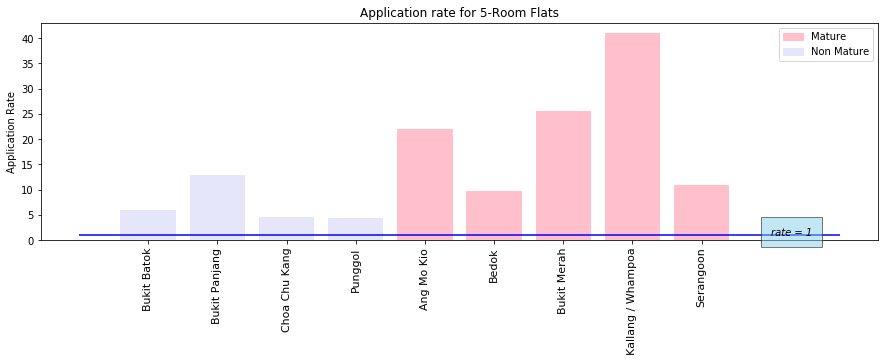 Application rate for 5-Room Flats
Mature
Non Mature
Application Rate
40
35
30
25
20
15
10
5
0
rate = 1
Bukit Batok
Bukit Panjang
Choa Chu Kang
Punggol
Ang Mo Kio
Bedok
Bukit Merah
Kallang / Whampoa
Serangoon